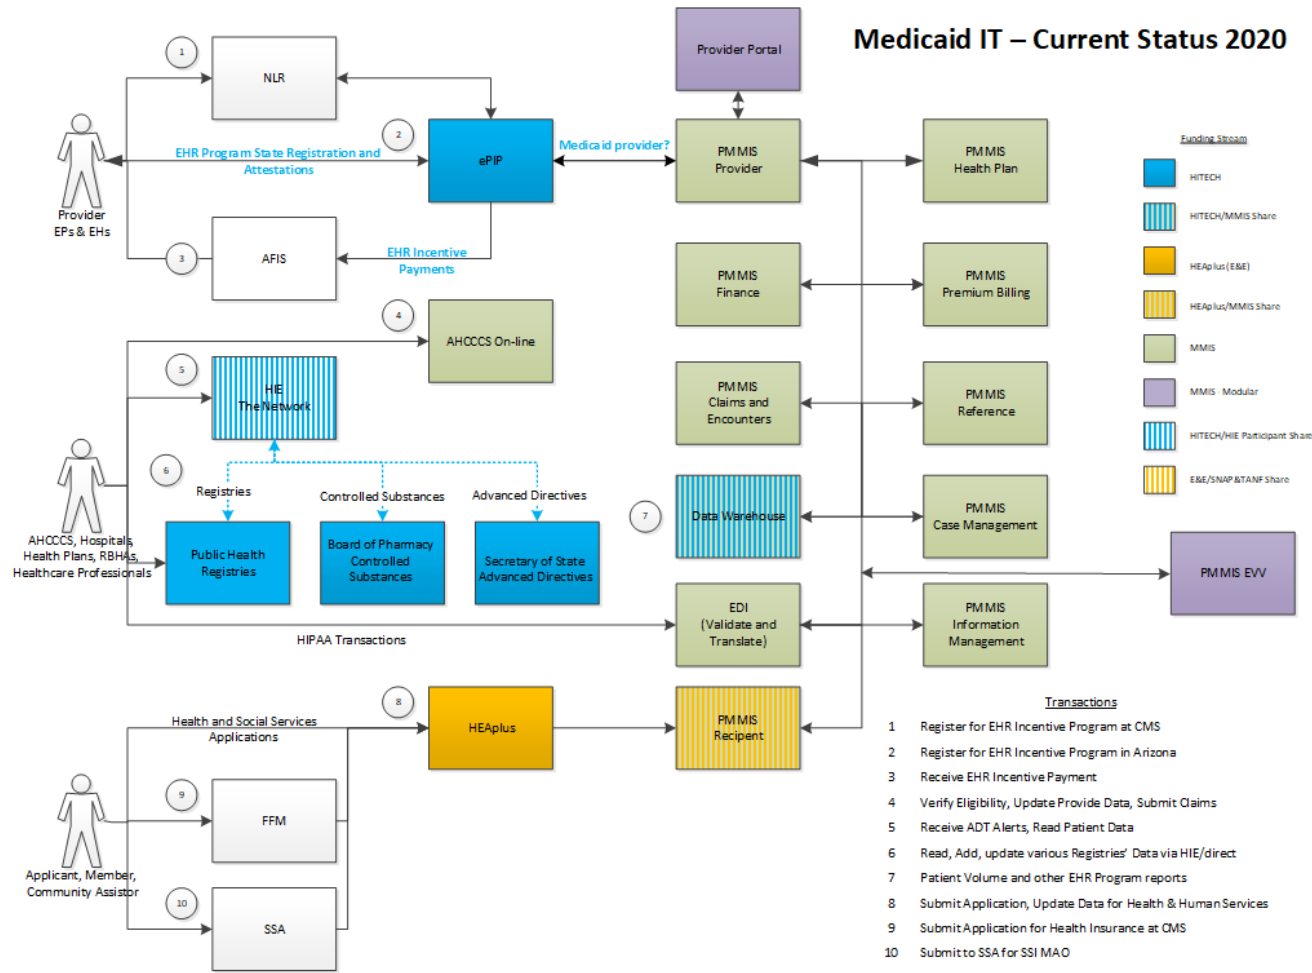 Medicaid IT – Current Status 2020
Provider Portal
1
NLR
2
EHR Program State Registration and
Attestations
ePIP
Medicaid provider?
PMMIS
Provider
PMMIS
Health Plan
Provider
EPs & EHs
3
AFIS
EHR Incentive
Payments
PMMIS
Finance
PMMIS
Premium Billing
4
AHCCCS On-line
5
HIE
The Network
PMMIS
Claims and
Encounters
PMMIS
Reference
6
Registries
Controlled Substances
Advanced Directives
AHCCCS, Hospitals,
Health Plans, RBHAs,
Healthcare Professionals
Public Health
Registries
Board of Pharmacy
Controlled
Substances
Secretary of State
Advanced Directives
7
Data Warehouse
PMMIS
Case Management
PMMIS EVV
HIPAA Transactions
EDI
(Validate and
Translate)
PMMIS
Information
Management
Health and Social Services
Applications
8
HEAplus
PMMIS
Recipent
9
FFM
Applicant, Member,
Community Assistor
10
SSA
Funding Stream
HITECH
HITECH/MMIS Share
HEAplus (E&E)
HEAplus/MMIS Share
MMIS
MMIS - Modular
HITECH/HIE Participant Share
E&E/SNAP&TANF Share
Transactions
1 Register for EHR Incentive Program at CMS
2 Register for EHR Incentive Program in Arizona
3 Receive EHR Incentive Payment
4 Verify Eligibility, Update Provide Data, Submit Claims
5 Receive ADT Alerts, Read Patient Data
6 Read, Add, update various Registries' Data via HIE/direct
7 Patient Volume and other EHR Program reports
8 Submit Application, Update Data for Health & Human Services
9 Submit Application for Health Insurance at CMS
10 Submit to SSA for SSI MAO